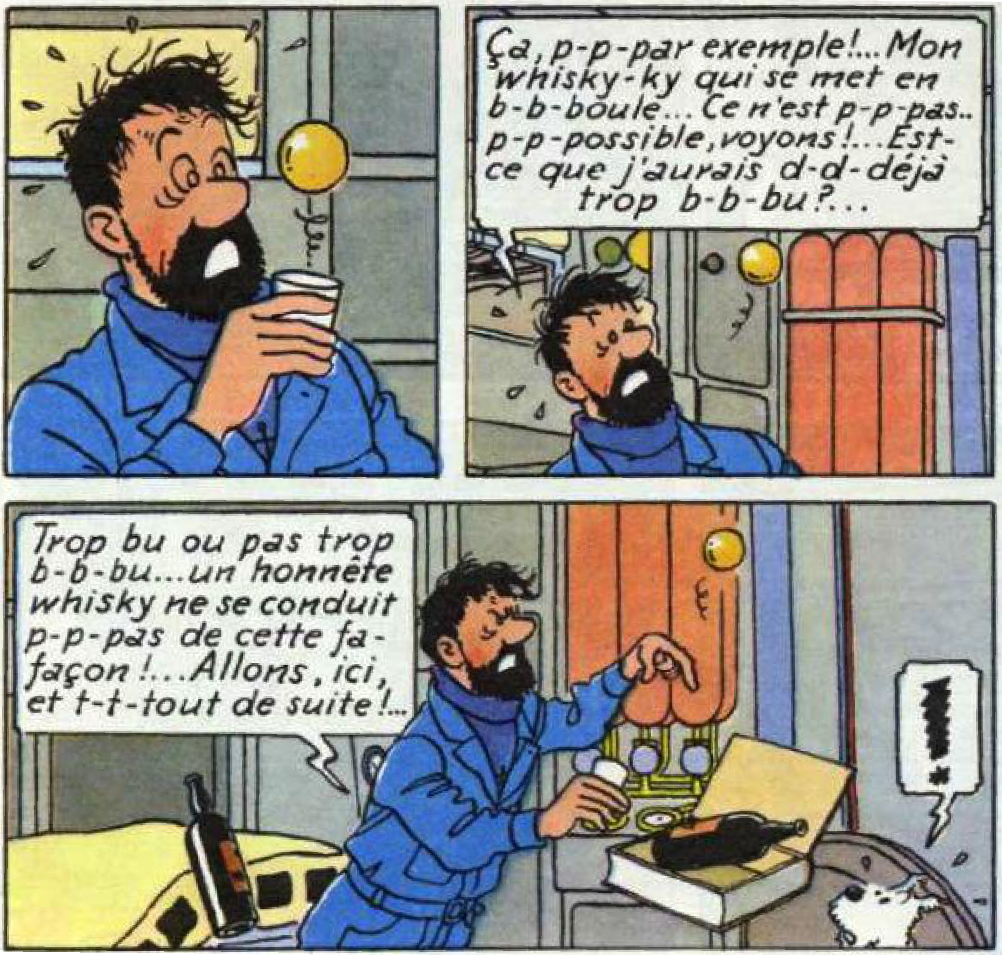 Ça, p-p-par exemple!... Mon
whisky-ky qui se met en
b-b-boule... Ce n'est p-p-pas..
p-p-possible, voyons!... Est-
ce que j'aurais d-d-déjà
trop b-b-bu?...
Trop bu ou pas trop
b-b-bu...un honnête
whisky ne se conduit
p-p-pas de cette fa-
façon!... Allons, ici,
et t-t-tout de suite!...